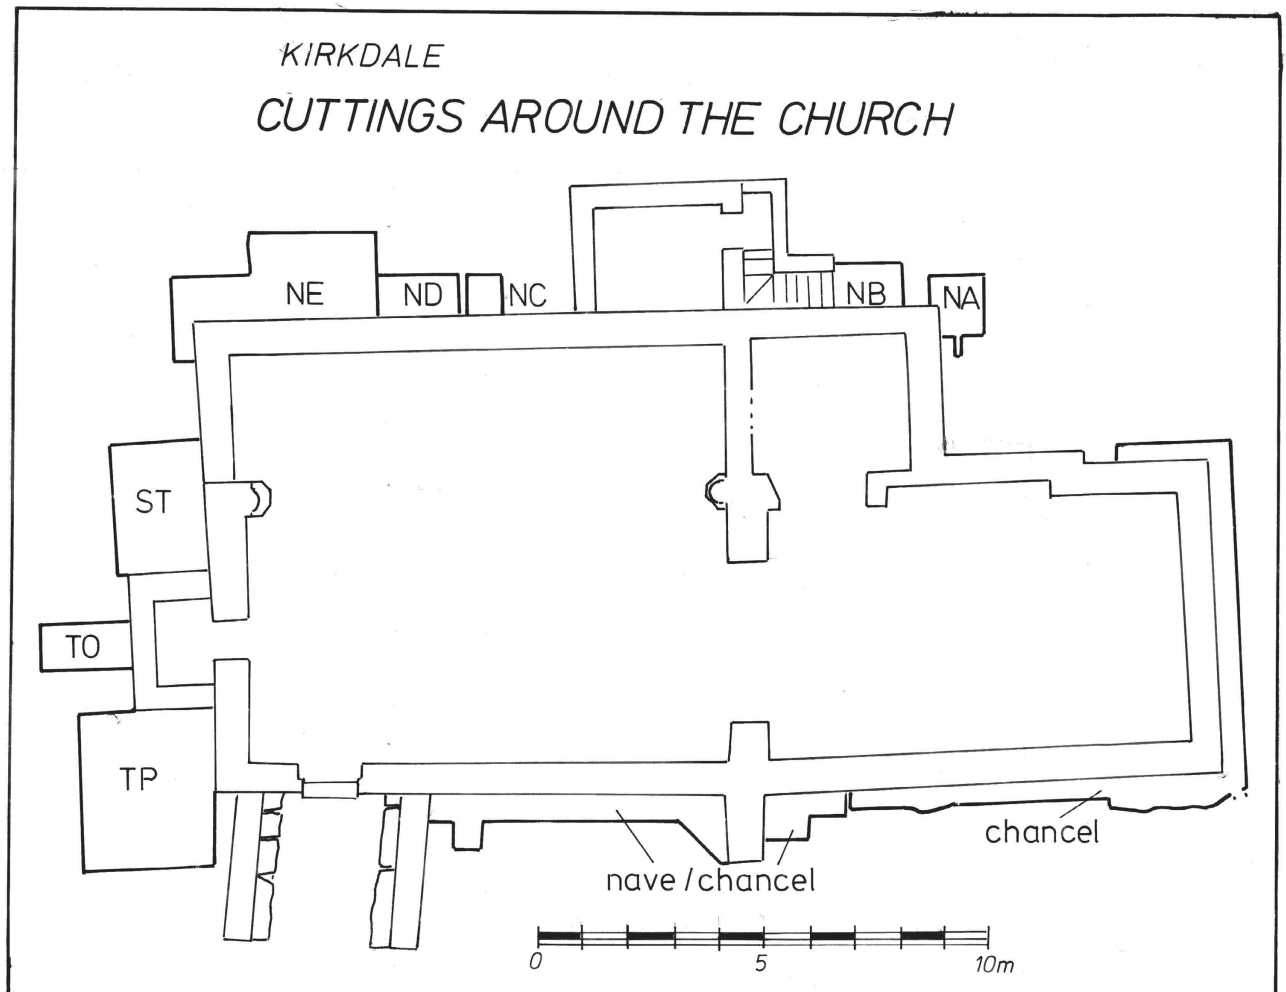 KIRKDALE
CUTTINGS AROUND THE CHURCH
NE
ND
NC
NB
NA
ST
TO
TP
chancel
nave/chancel
0 5 10m